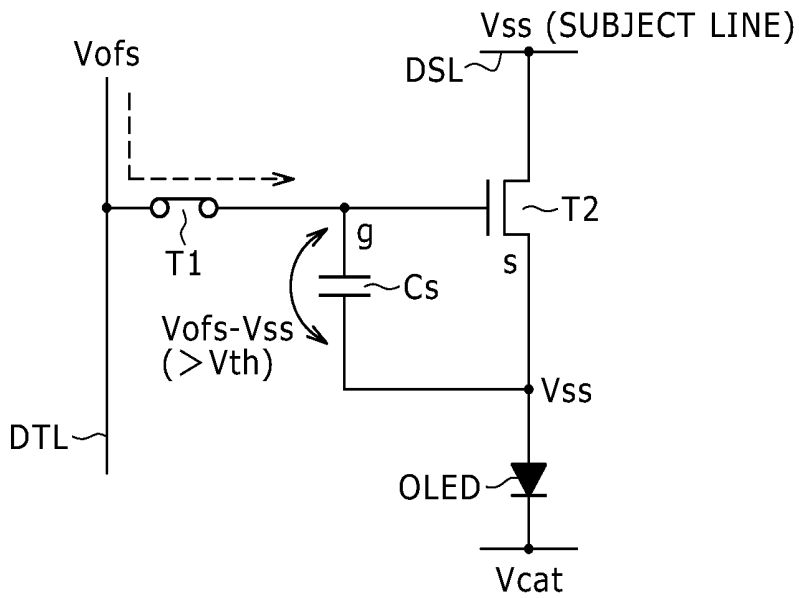 Vss (SUBJECT LINE)
Vofs
DSL
T2
g
T1
s
Cs
Vofs-Vss
(>Vth)
Vss
DTL
OLED
Vcat